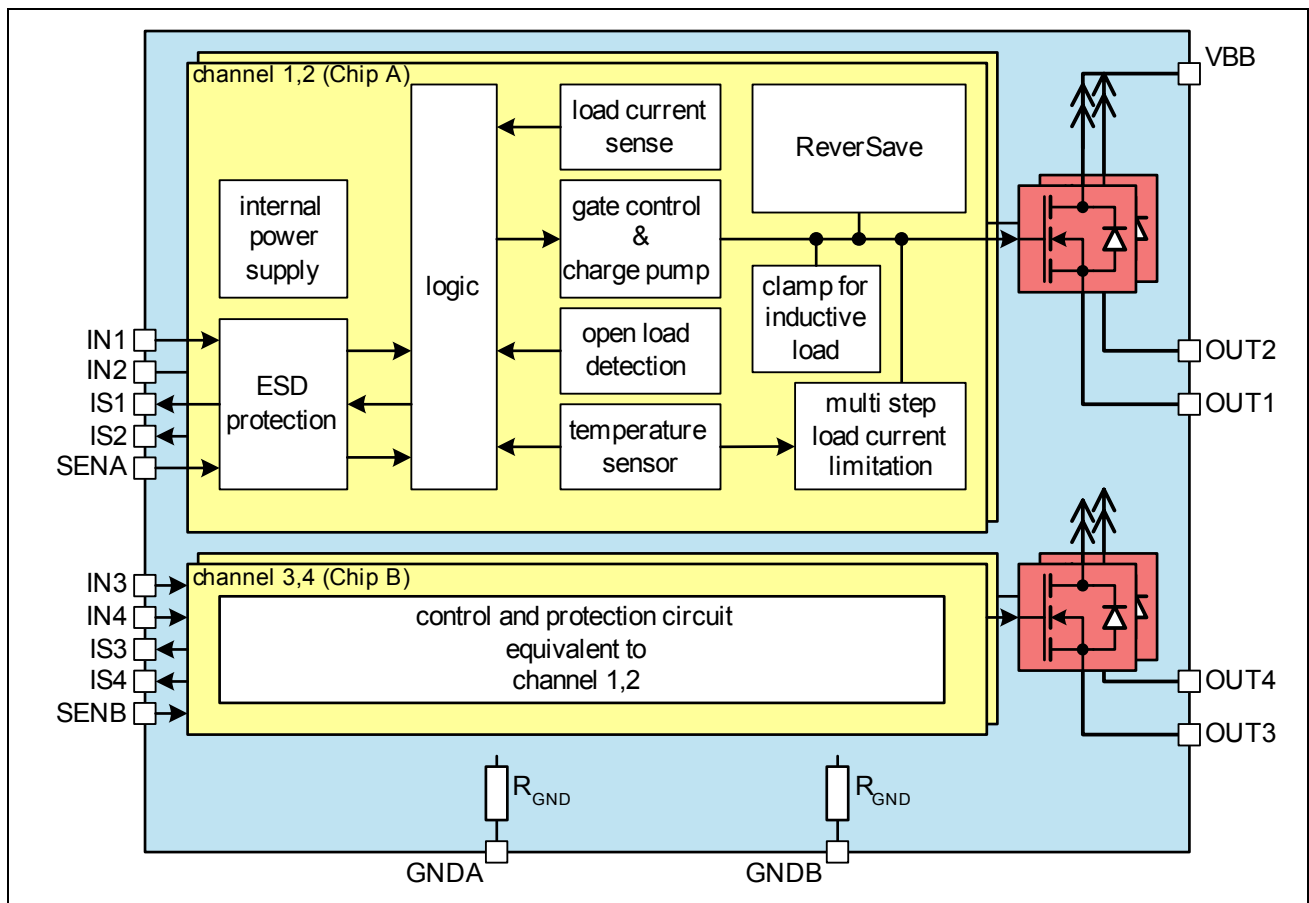 VBB
channel 1,2 (Chip A)
load current
sense
ReverSave
internal
power
supply
gate control
&
charge pump
logic
clamp for
inductive
load
IN1
IN2
IS1
IS2
SENA
ESD
protection
open load
detection
OUT2
OUT1
temperature
sensor
multi step
load current
limitation
channel 3,4 (Chip B)
IN3
IN4
IS3
IS4
SENB
control and protection circuit
equivalent to
channel 1,2
OUT4
OUT3
RGND
RGND
GNDA
GNDB